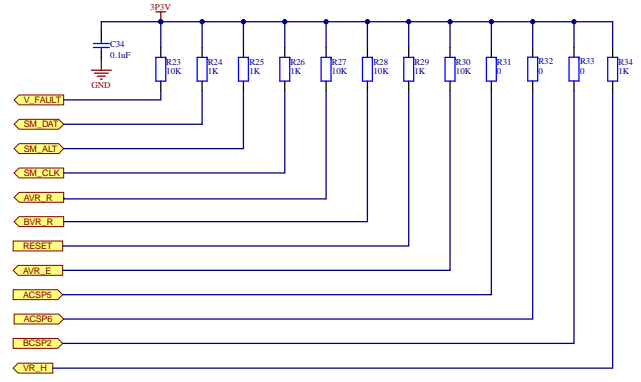 3P3V
C34
0.1uF
GND
R23 10K
R24 1K
R25 1K
R26 1K
R27 10K
R28 10K
R29 1K
R30 10K
R31 0
R32 0
R33 0
R34 1K
V_FAULT
SM_DAT
SM_ALT
SM_CLK
AVR_R
BVR_R
RESET
AVR_E
ACSP5
ACSP6
BCSP2
VR_H